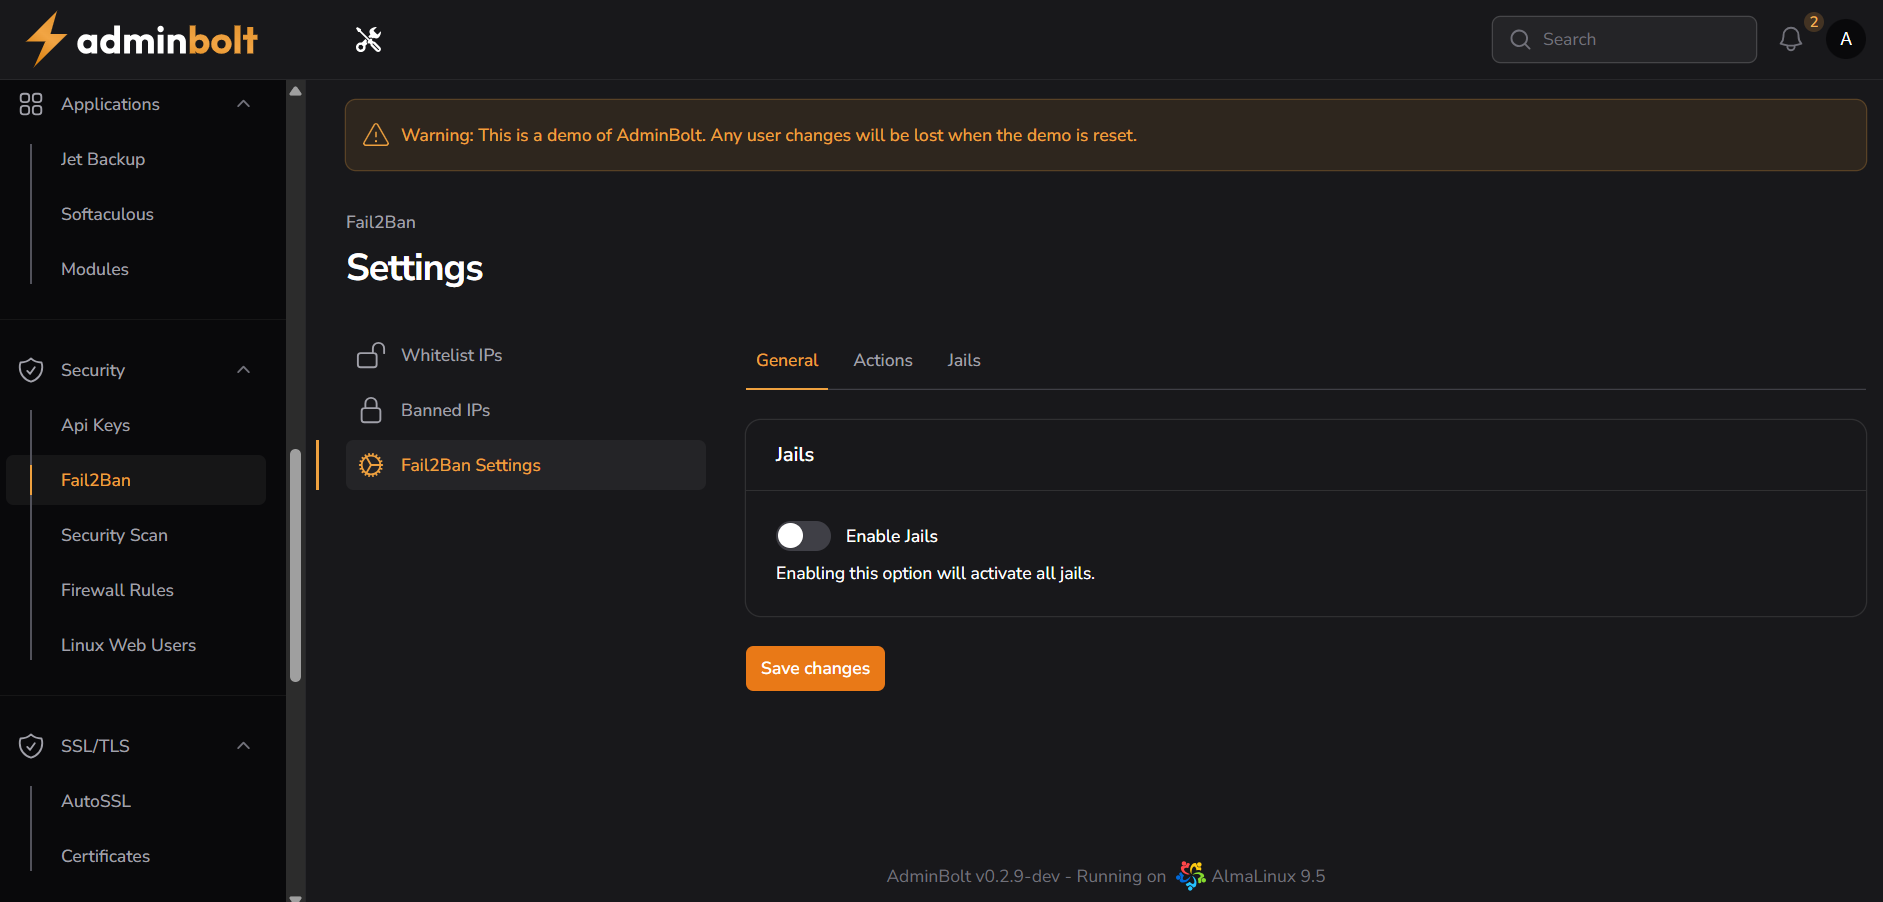 adminbolt
Search
2
A
Applications
Jet Backup
Softaculous
Modules
Security
Api Keys
Fail2Ban
Security Scan
Firewall Rules
Linux Web Users
SSL/TLS
AutoSSL
Certificates
Warning: This is a demo of AdminBolt. Any user changes will be lost when the demo is reset.
Fail2Ban
Settings
Whitelist IPs
Banned IPs
Fail2Ban Settings
General Actions Jails
Jails
Enable Jails
Enabling this option will activate all jails.
Save changes
AdminBolt v0.2.9-dev - Running on AlmaLinux 9.5